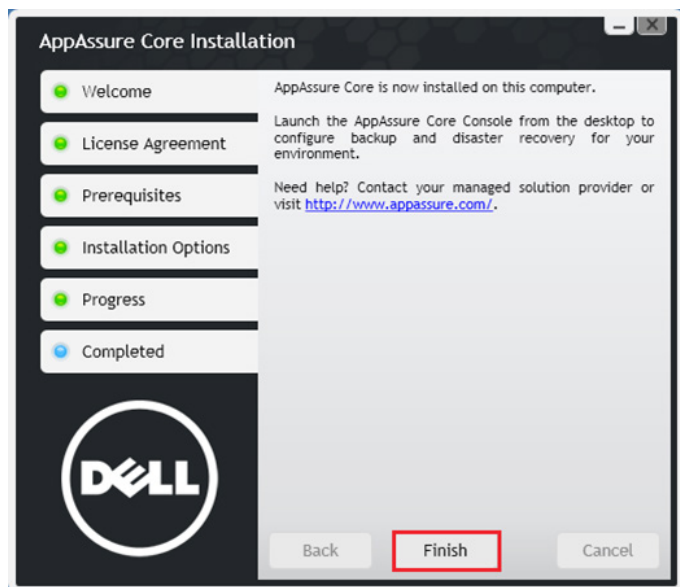 AppAssure Core Installation
Welcome
License Agreement
Prerequisites
Installation Options
Progress
Completed
AppAssure Core is now installed on this computer.
Launch the AppAssure Core Console from the desktop to
configure backup and disaster recovery for your
environment.
Need help? Contact your managed solution provider or
visit http://www.appassure.com/.
DELL
Back
Finish
Cancel